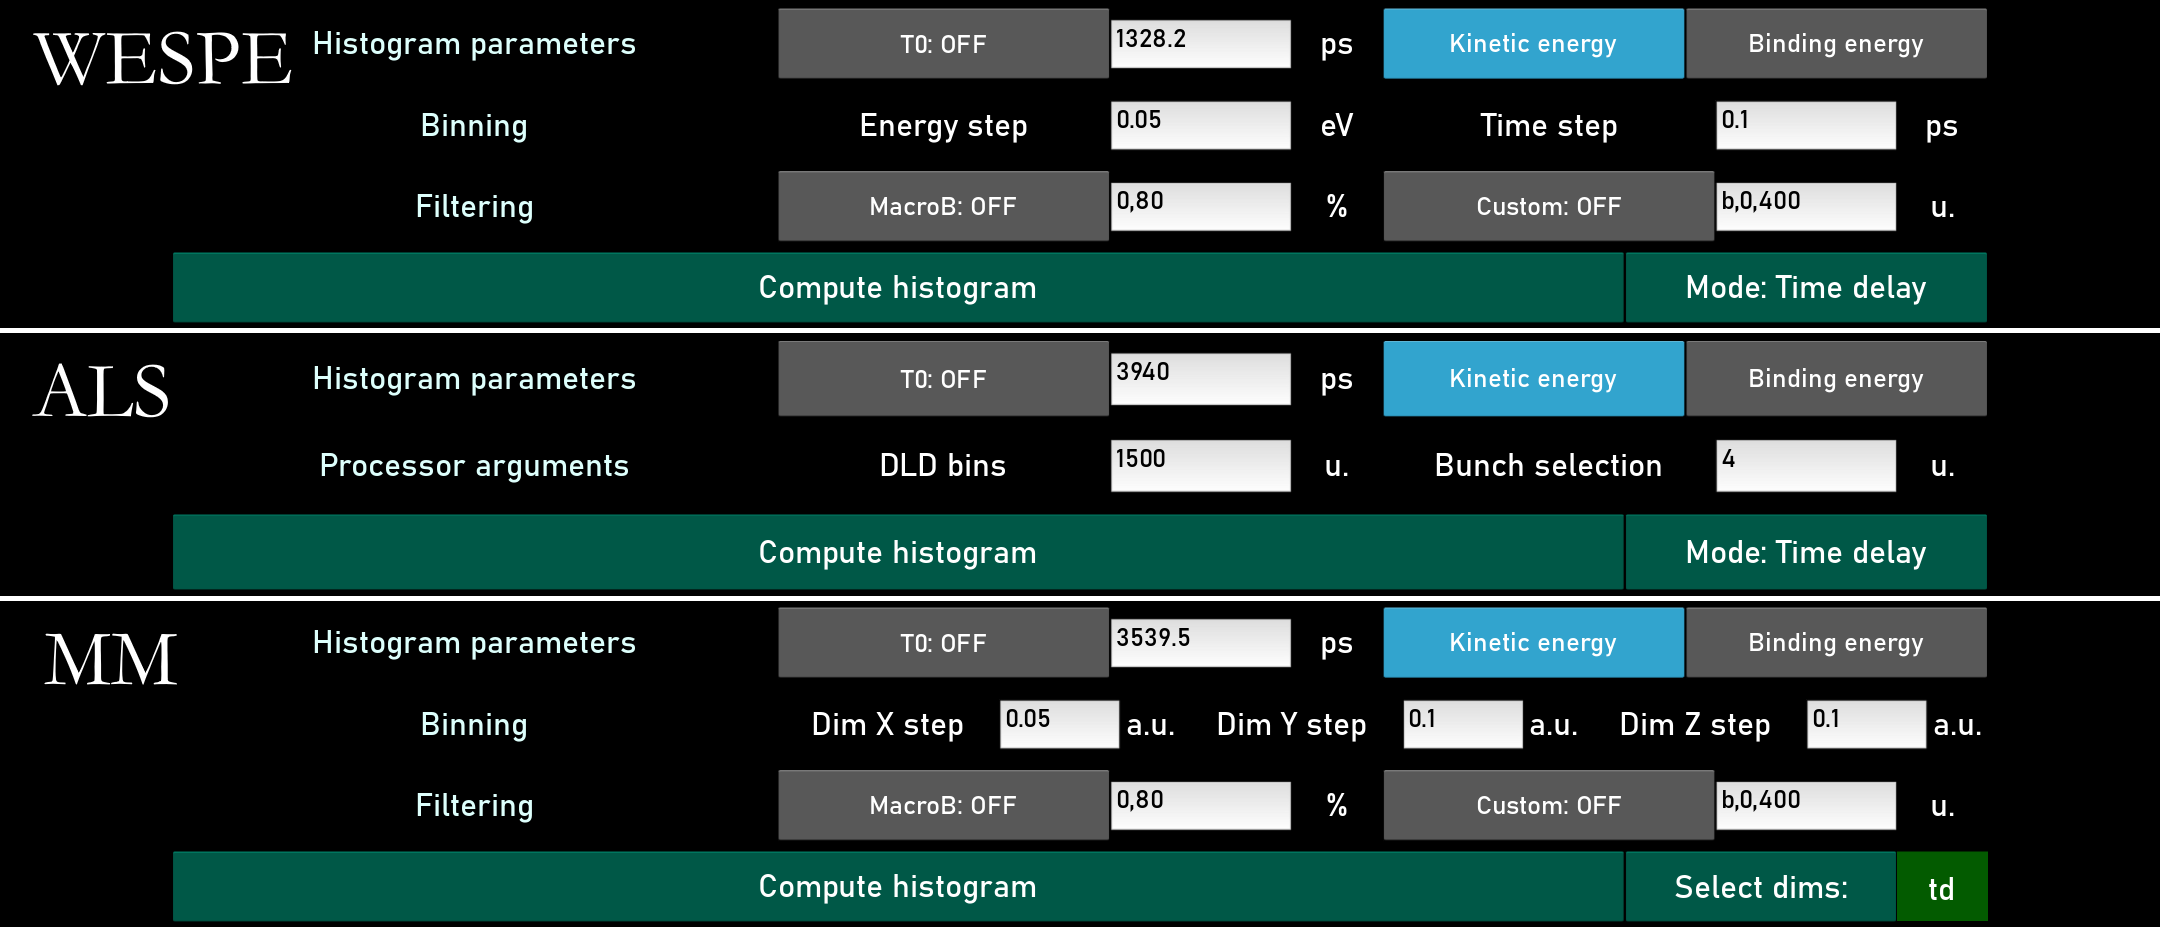 WESPE Histogram parameters T0: OFF 1328.2 ps Kinetic energy Binding energy
Binning Energy step 0.05 eV Time step 0.1 ps
Filtering MacroB: OFF 0,80 % Custom: OFF b,0,400 u.
Compute histogram Mode: Time delay
ALS Histogram parameters T0: OFF 3940 ps Kinetic energy Binding energy
Processor arguments DLD bins 1500 u. Bunch selection 4 u.
Compute histogram Mode: Time delay
MM Histogram parameters T0: OFF 3539.5 ps Kinetic energy Binding energy
Binning Dim X step 0.05 a.u. Dim Y step 0.1 a.u. Dim Z step 0.1 a.u.
Filtering MacroB: OFF 0,80 % Custom: OFF b,0,400 u.
Compute histogram Select dims: td